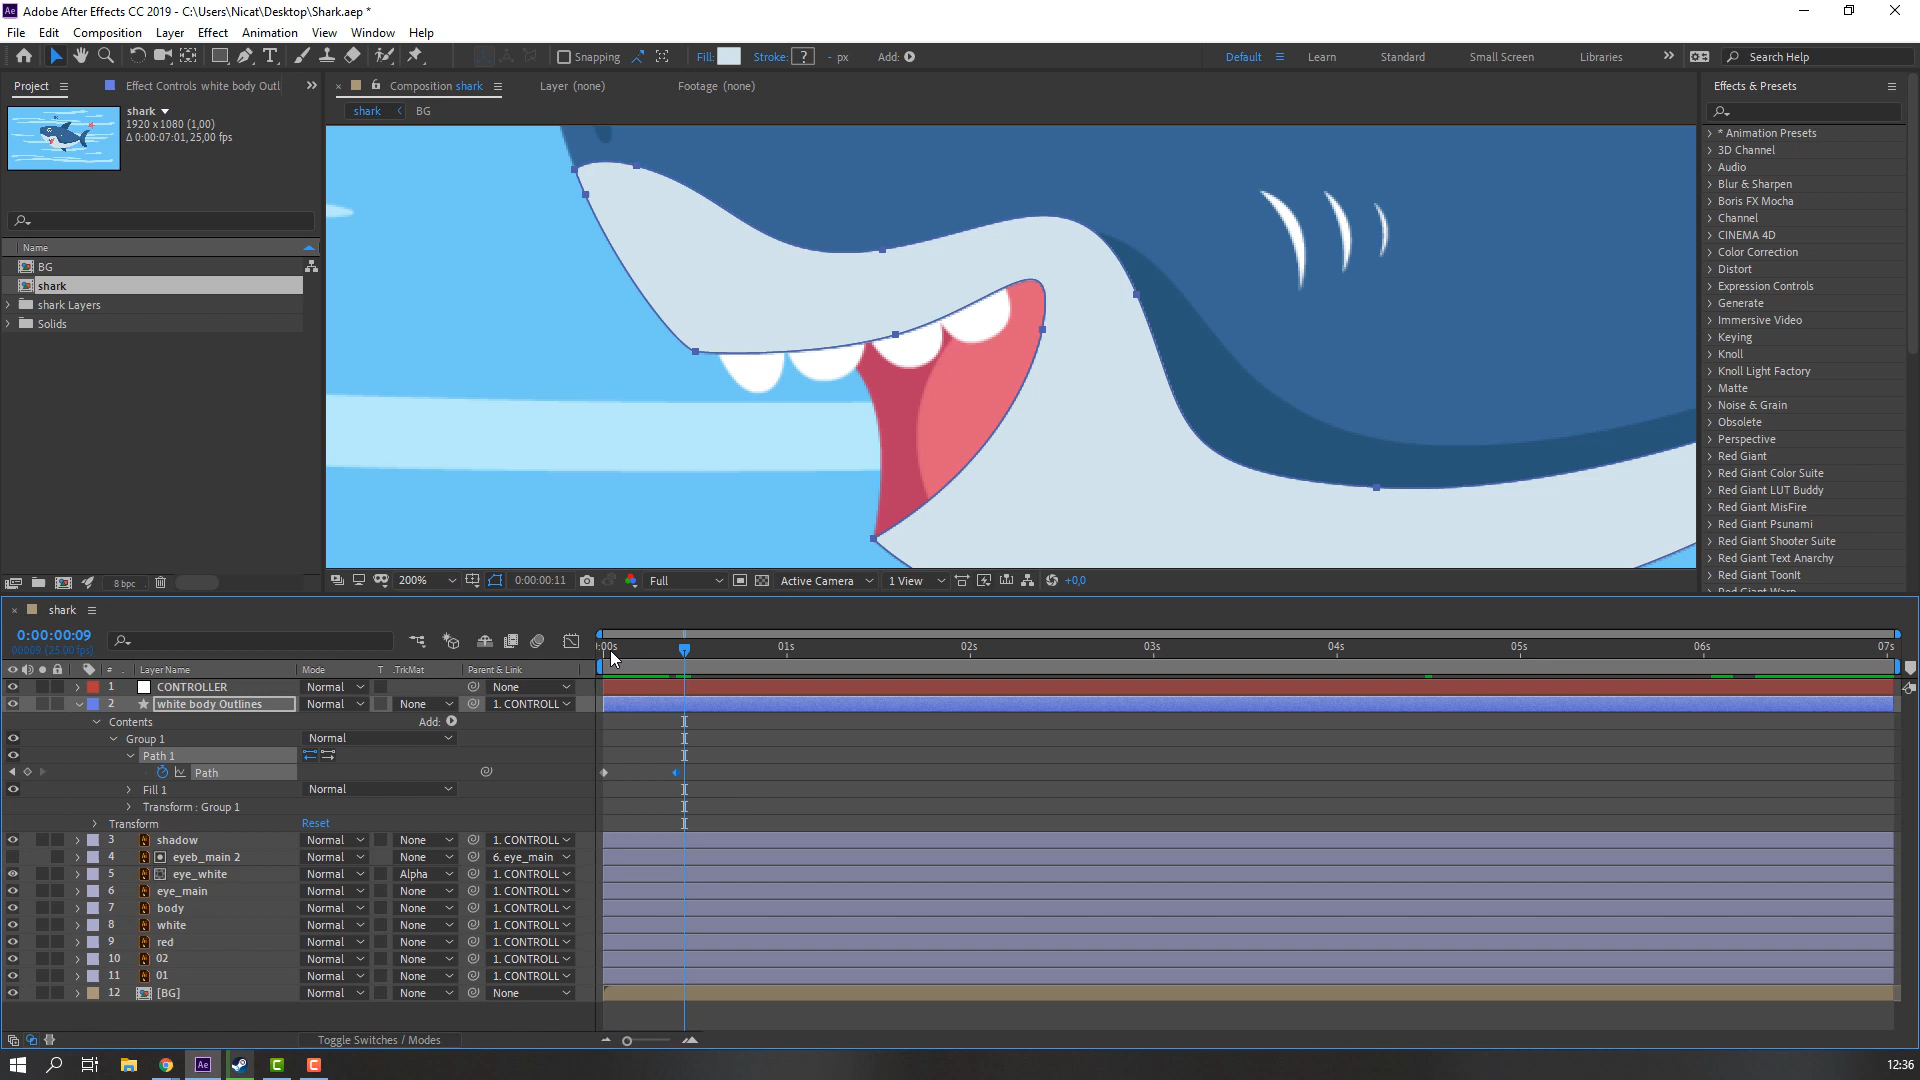 Adobe After Effects CC 2019 - C:\Users\Nicat\Desktop\Shark.aep *
File Edit Composition Layer Effect Animation View Window Help
Snapping Fill: Stroke: ? - px Add: Default Learn Standard Small Screen Libraries Search Help
Project Effect Controls white body Outl Composition shark Layer (none) Footage (none) Effects & Presets
shark
1920 x 1080 (1,00)
Δ 0:00:07:01, 25,00 fps
shark BG
Name
BG
shark
shark Layers
Solids
* Animation Presets
3D Channel
Audio
Blur & Sharpen
Boris FX Mocha
Channel
CINEMA 4D
Color Correction
Distort
Expression Controls
Generate
Immersive Video
Keying
Knoll
Knoll Light Factory
Matte
Noise & Grain
Obsolete
Perspective
Red Giant
Red Giant Color Suite
Red Giant LUT Buddy
Red Giant MisFire
Red Giant Psunami
Red Giant Shooter Suite
Red Giant Text Anarchy
Red Giant ToonIt
Red Giant Warp
8 bpc 200% 0:00:00:11 Full Active Camera 1 View +0,0
shark
0:00:00:09
00009 (25.00 fps)
:00s 01s 02s 03s 04s 05s 06s 07s
# Layer Name Mode T .TrkMat Parent & Link
1 CONTROLLER Normal None
2 white body Outlines Normal None 1. CONTROLL
Contents Add:
Group 1 Normal
Path 1
Path
Fill 1 Normal
Transform : Group 1
Transform Reset
3 shadow Normal None 1. CONTROLL
4 eyeb_main 2 Normal None 6. eye_main
5 eye_white Normal Alpha 1. CONTROLL
6 eye_main Normal None 1. CONTROLL
7 body Normal None 1. CONTROLL
8 white Normal None 1. CONTROLL
9 red Normal None 1. CONTROLL
10 02 Normal None 1. CONTROLL
11 01 Normal None 1. CONTROLL
12 [BG] Normal None None
Toggle Switches / Modes
12:36